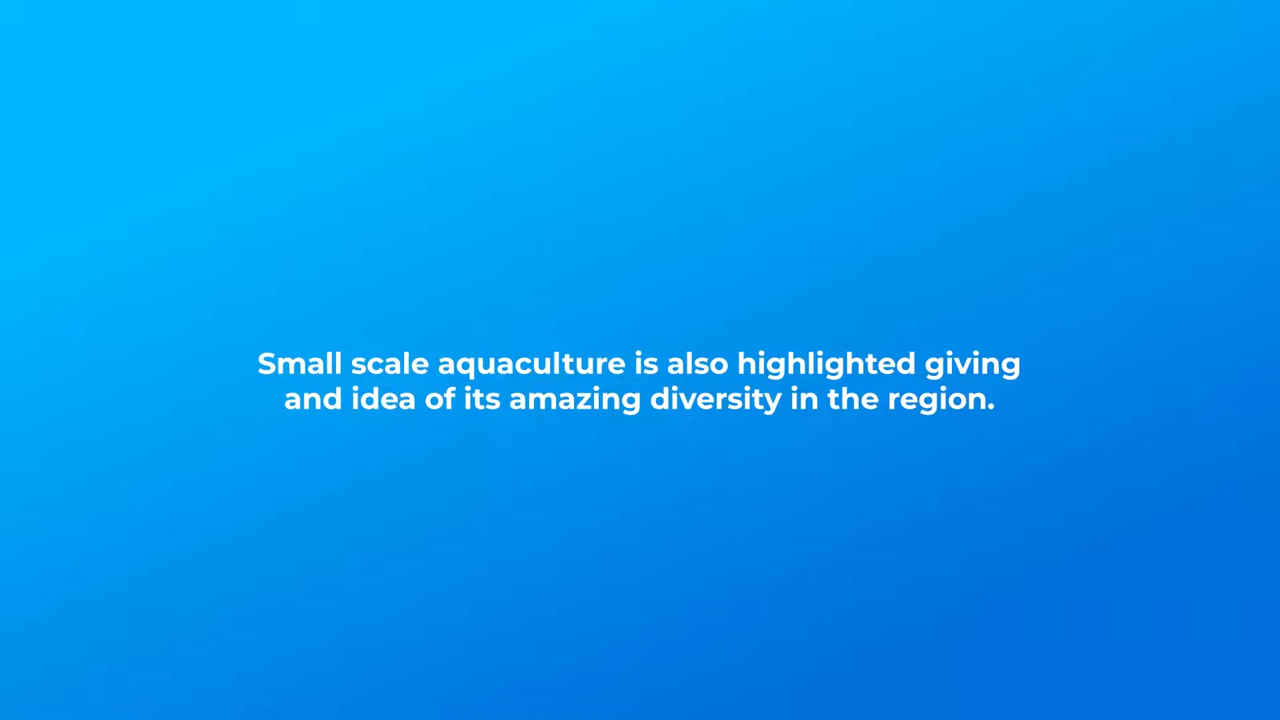 Small scale aquaculture is also highlighted giving
and idea of its amazing diversity in the region.